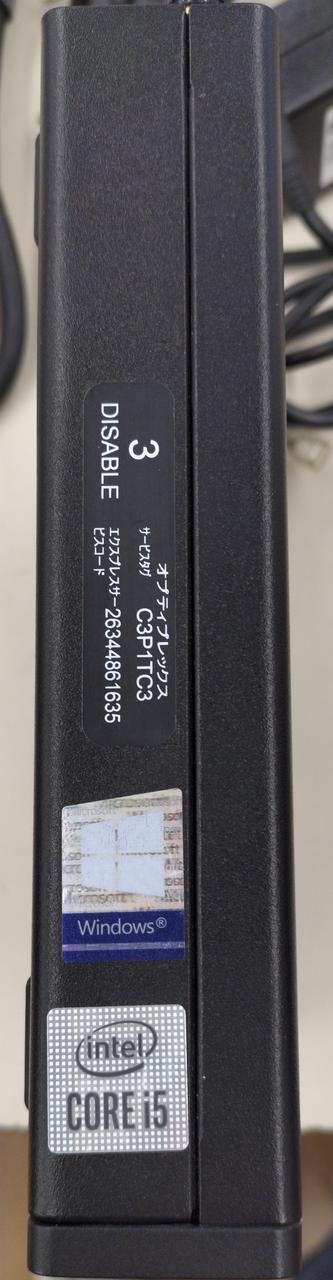 オプティプレックス
3
サービスタグ C3P1TC3
DISABLE
エクスプレスサー
ビスコード 26344861635
Microsoft
Windows®
intel
CORE i5